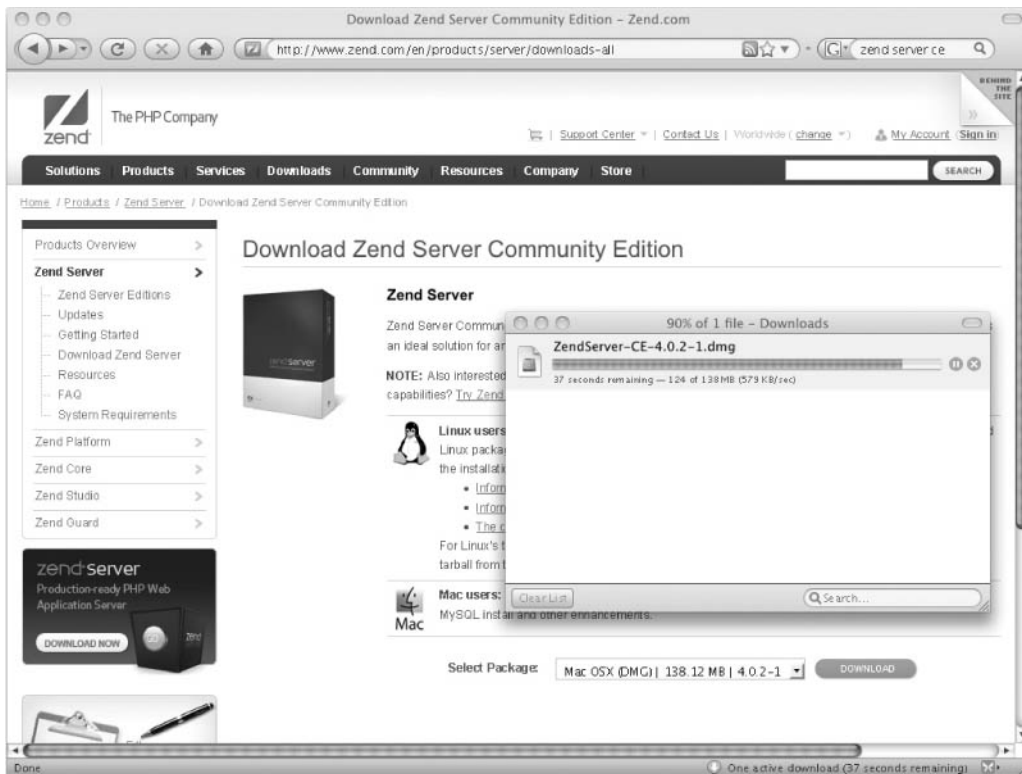 Download Zend Server Community Edition – Zend.com
http://www.zend.com/en/products/server/downloads-all
zend server ce
BEHIND THE SITE
zend
The PHP Company
Support Center | Contact Us | Worldwide ( change ) My Account (Sign in)
Solutions Products Services Downloads Community Resources Company Store SEARCH
Home / Products / Zend Server / Download Zend Server Community Edition
Products Overview
Zend Server
Zend Server Editions
Updates
Getting Started
Download Zend Server
Resources
FAQ
System Requirements
Zend Platform
Zend Core
Zend Studio
Zend Guard
zend server
Production-ready PHP Web
Application Server
DOWNLOAD NOW
Download Zend Server Community Edition
zend server
Zend Server
Zend Server Commun
an ideal solution for ar
NOTE: Also interested
capabilities? Try Zend
Linux users
Linux packa
the installati
Inform
Inform
The c
For Linux's t
tarball from t
Mac
Mac users:
MySQL install and other enhancements.
Select Package: Mac OSX (DMG) | 138.12 MB | 4.0.2-1 DOWNLOAD
90% of 1 file – Downloads
ZendServer-CE-4.0.2-1.dmg
37 seconds remaining — 124 of 138 MB (579 KB/sec)
Clear List
Search...
Done
One active download (37 seconds remaining)